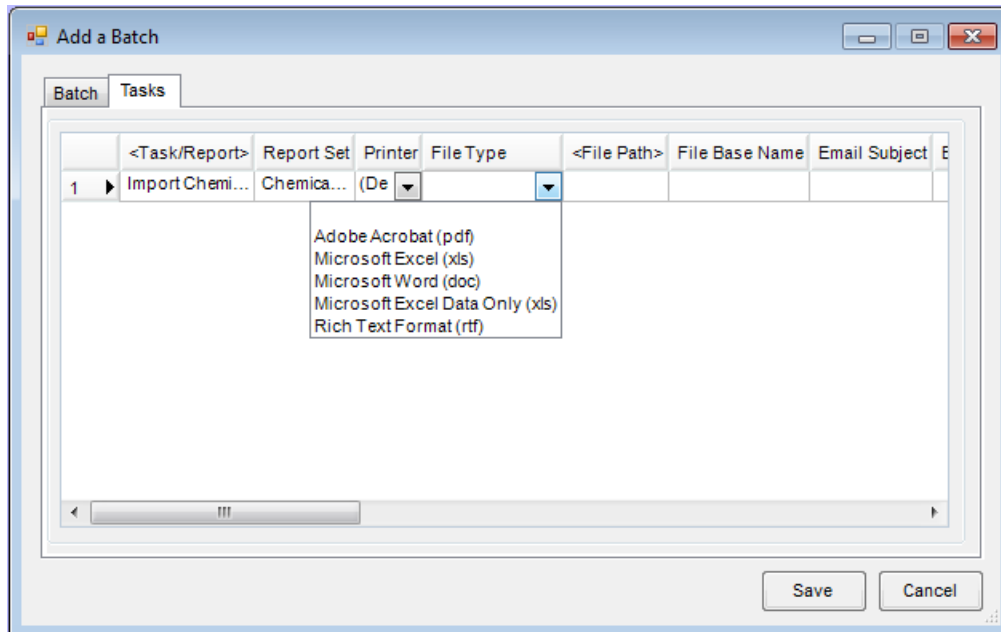 Add a Batch
Batch Tasks
<Task/Report> Report Set Printer File Type <File Path> File Base Name Email Subject E
1 Import Chemi... Chemica... (De
Adobe Acrobat (pdf)
Microsoft Excel (xls)
Microsoft Word (doc)
Microsoft Excel Data Only (xls)
Rich Text Format (rtf)
Save Cancel